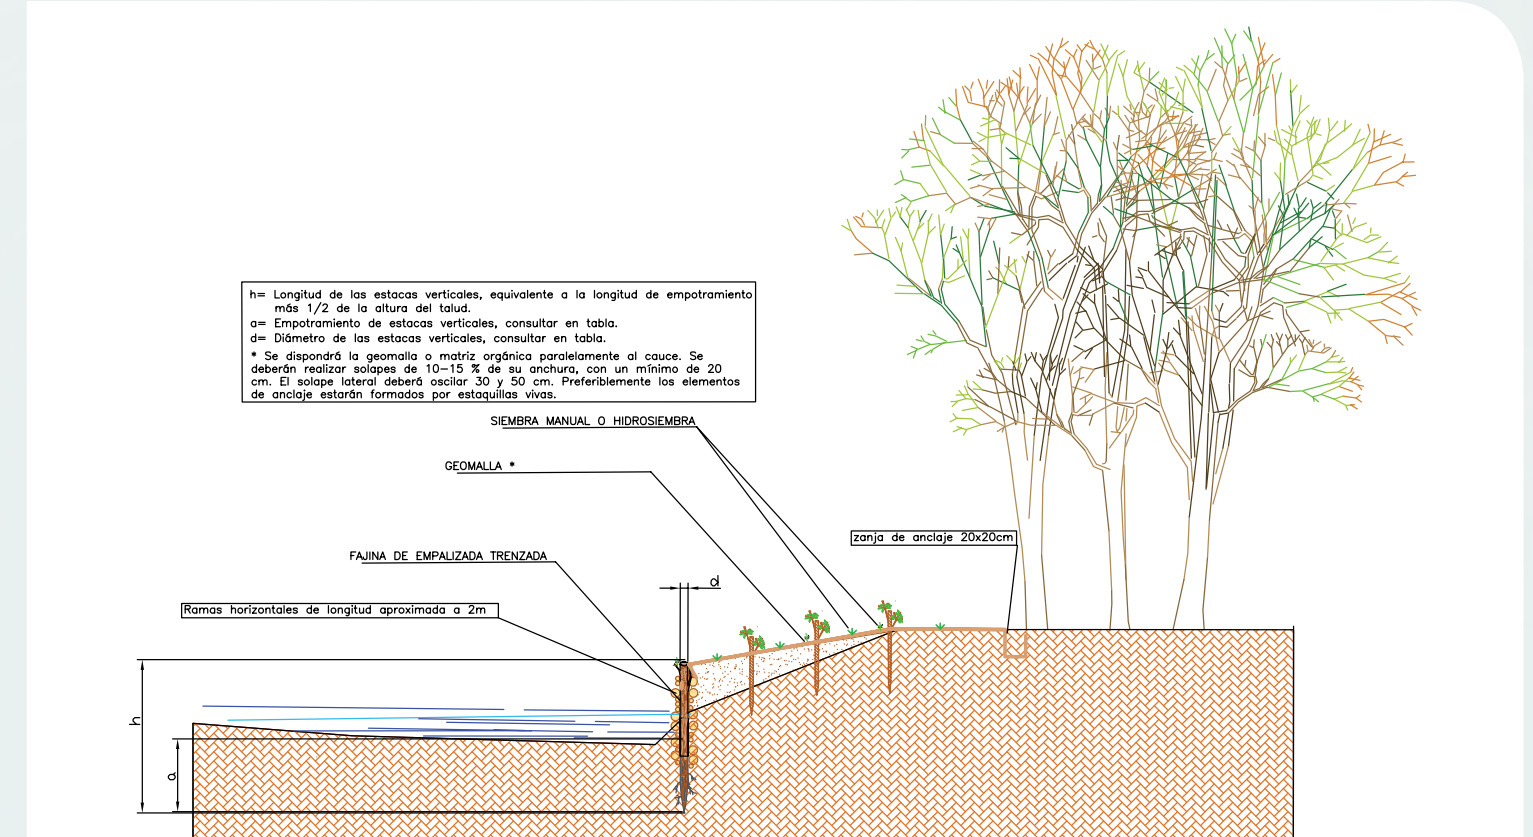 h= Longitud de las estacas verticales, equivalente a la longitud de empotramiento
más 1/2 de la altura del talud.
a= Empotramiento de estacas verticales, consultar en tabla.
d= Diámetro de las estacas verticales, consultar en tabla.
* Se dispondrá la geomalla o matriz orgánica paralelamente al cauce. Se
deberán realizar solapes de 10-15 % de su anchura, con un mínimo de 20
cm. El solape lateral deberá oscilar 30 y 50 cm. Preferiblemente los elementos
de anclaje estarán formados por estaquillas vivas.
SIEMBRA MANUAL O HIDROSIEMBRA
GEOMALLA *
zanja de anclaje 20x20cm
FAJINA DE EMPALIZADA TRENZADA
d
Ramas horizontales de longitud aproximada a 2m
h
a